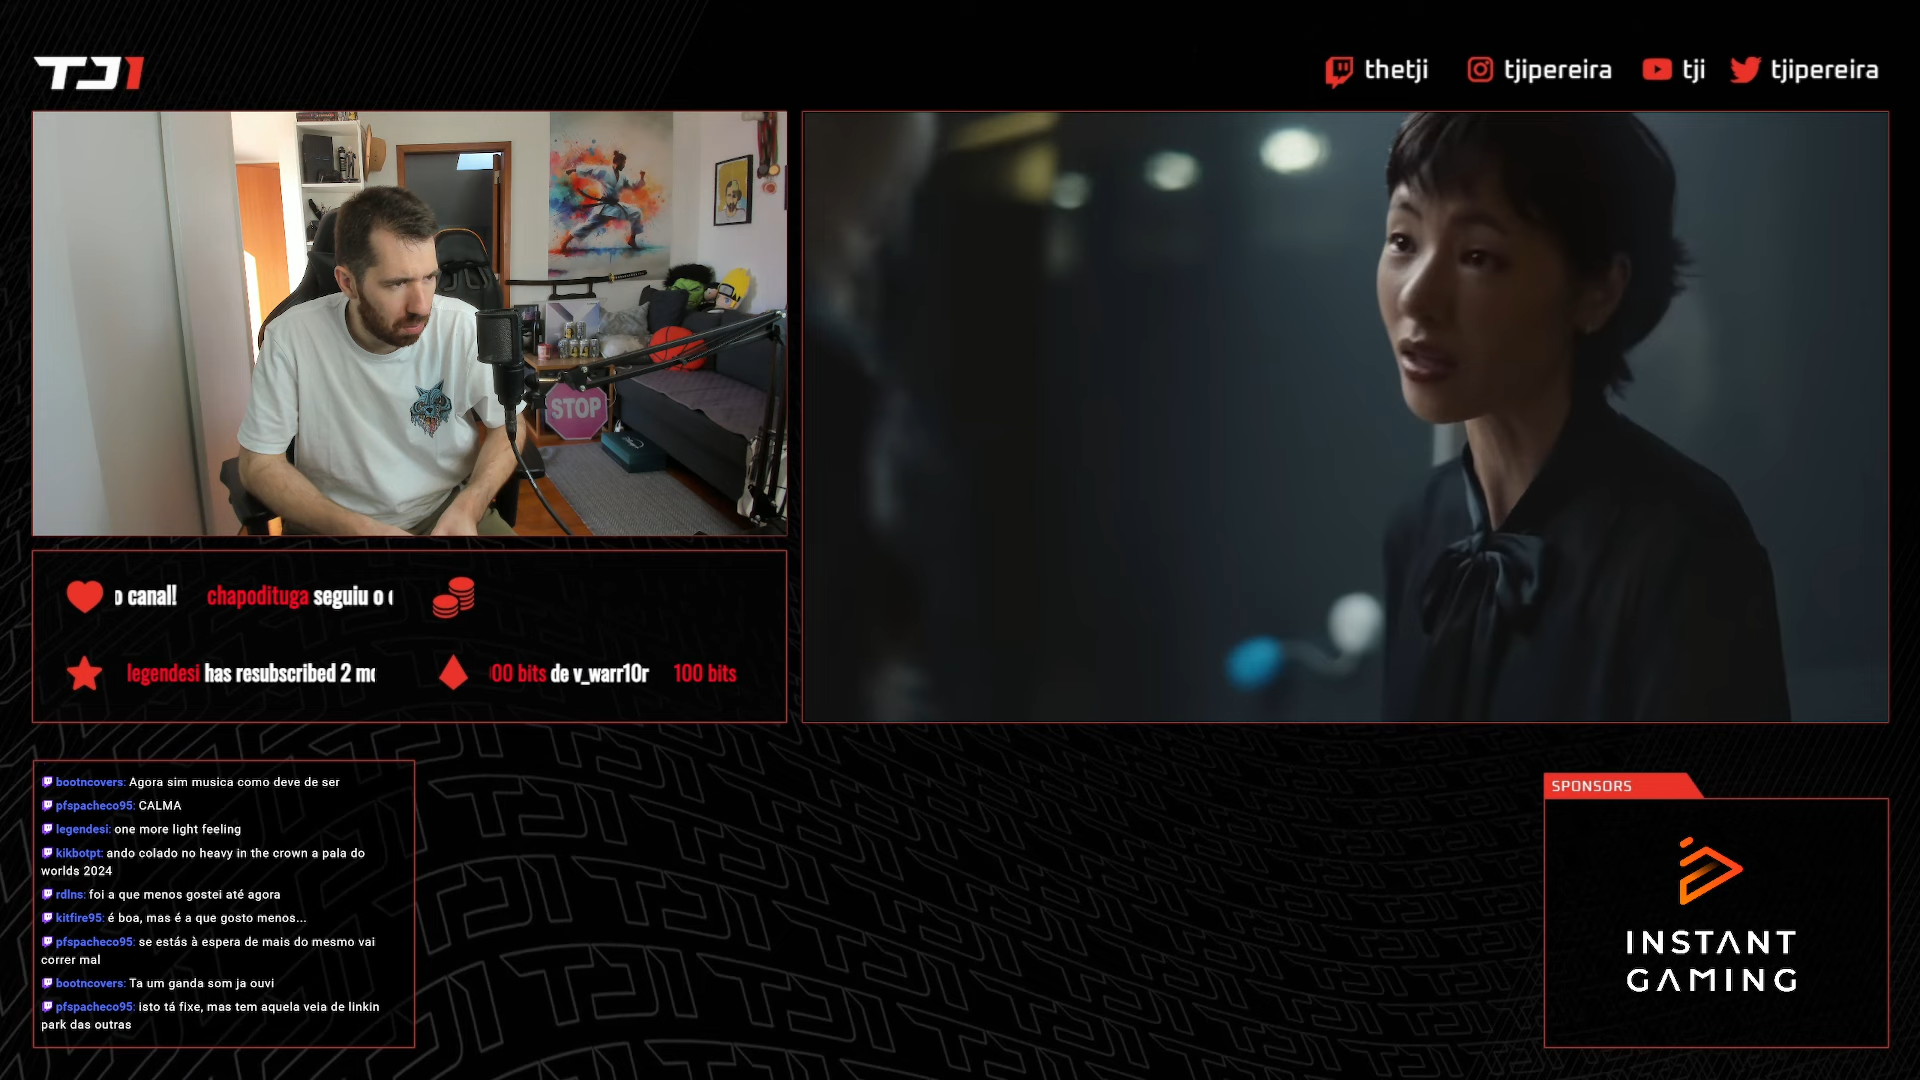 TJI
thetji
tjipereira
tji
tjipereira
STOP
o canal! chapodituga seguiu o
legendesi has resubscribed 2
00 bits de v_warr10r 100 bits
bootncovers: Agora sim musica como deve de ser
pfspacheco95: CALMA
legendesi: one more light feeling
kikbotpt: ando colado no heavy in the crown a pala do
worlds 2024
rdlns: foi a que menos gostei até agora
kitfire95: é boa, mas é a que gosto menos...
pfspacheco95: se estás à espera de mais do mesmo vai
correr mal
bootncovers: Ta um ganda som ja ouvi
pfspacheco95: isto tá fixe, mas tem aquela veia de linkin
park das outras
SPONSORS
INSTANT
GAMING